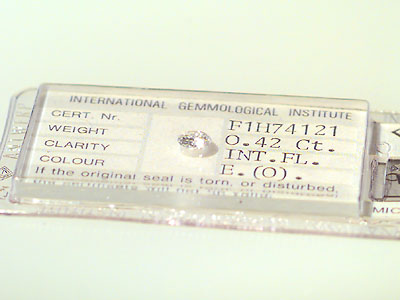 INTERNATIONAL GEMMOLOGICAL INSTITUTE
CERT. Nr. F1H74121
WEIGHT 0.42 Ct.
CLARITY INT.FL.
COLOUR E.(O).
If the original seal is torn, or disturbed,
MIC